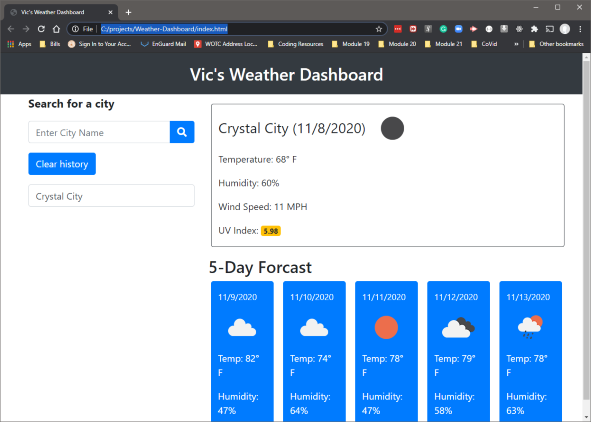 Vic's Weather Dashboard
File | C:/projects/Weather-Dashboard/index.html
Apps Bills Sign In to Your Acc... EnGuard Mail WOTC Address Loc... Coding Resources Module 19 Module 20 Module 21 CoVid » Other bookmarks
Vic's Weather Dashboard
Search for a city
Enter City Name
Clear history
Crystal City
Crystal City (11/8/2020)
Temperature: 68° F
Humidity: 60%
Wind Speed: 11 MPH
UV Index: 5.98
5-Day Forcast
11/9/2020
Temp: 82°
F
Humidity:
47%
11/10/2020
Temp: 74°
F
Humidity:
64%
11/11/2020
Temp: 78°
F
Humidity:
47%
11/12/2020
Temp: 79°
F
Humidity:
58%
11/13/2020
Temp: 78°
F
Humidity:
63%